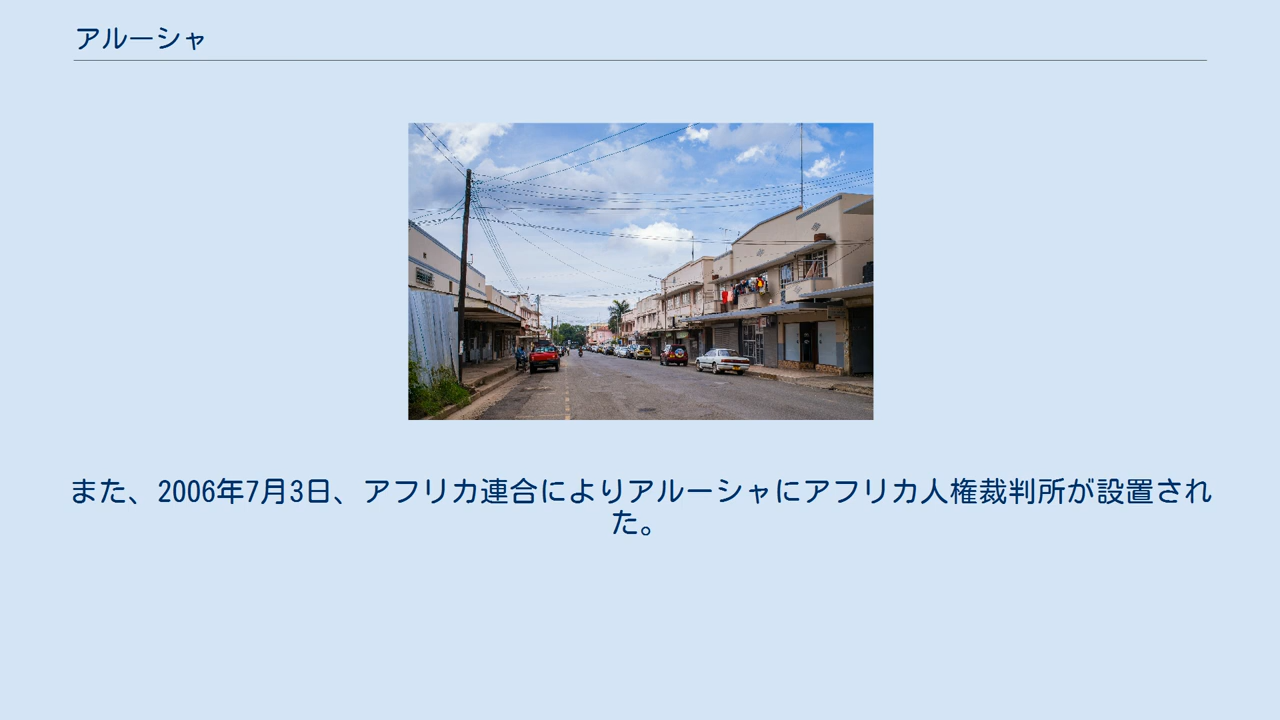 アルーシャ
また、2006年7月3日、アフリカ連合によりアルーシャにアフリカ人権裁判所が設置され
た。